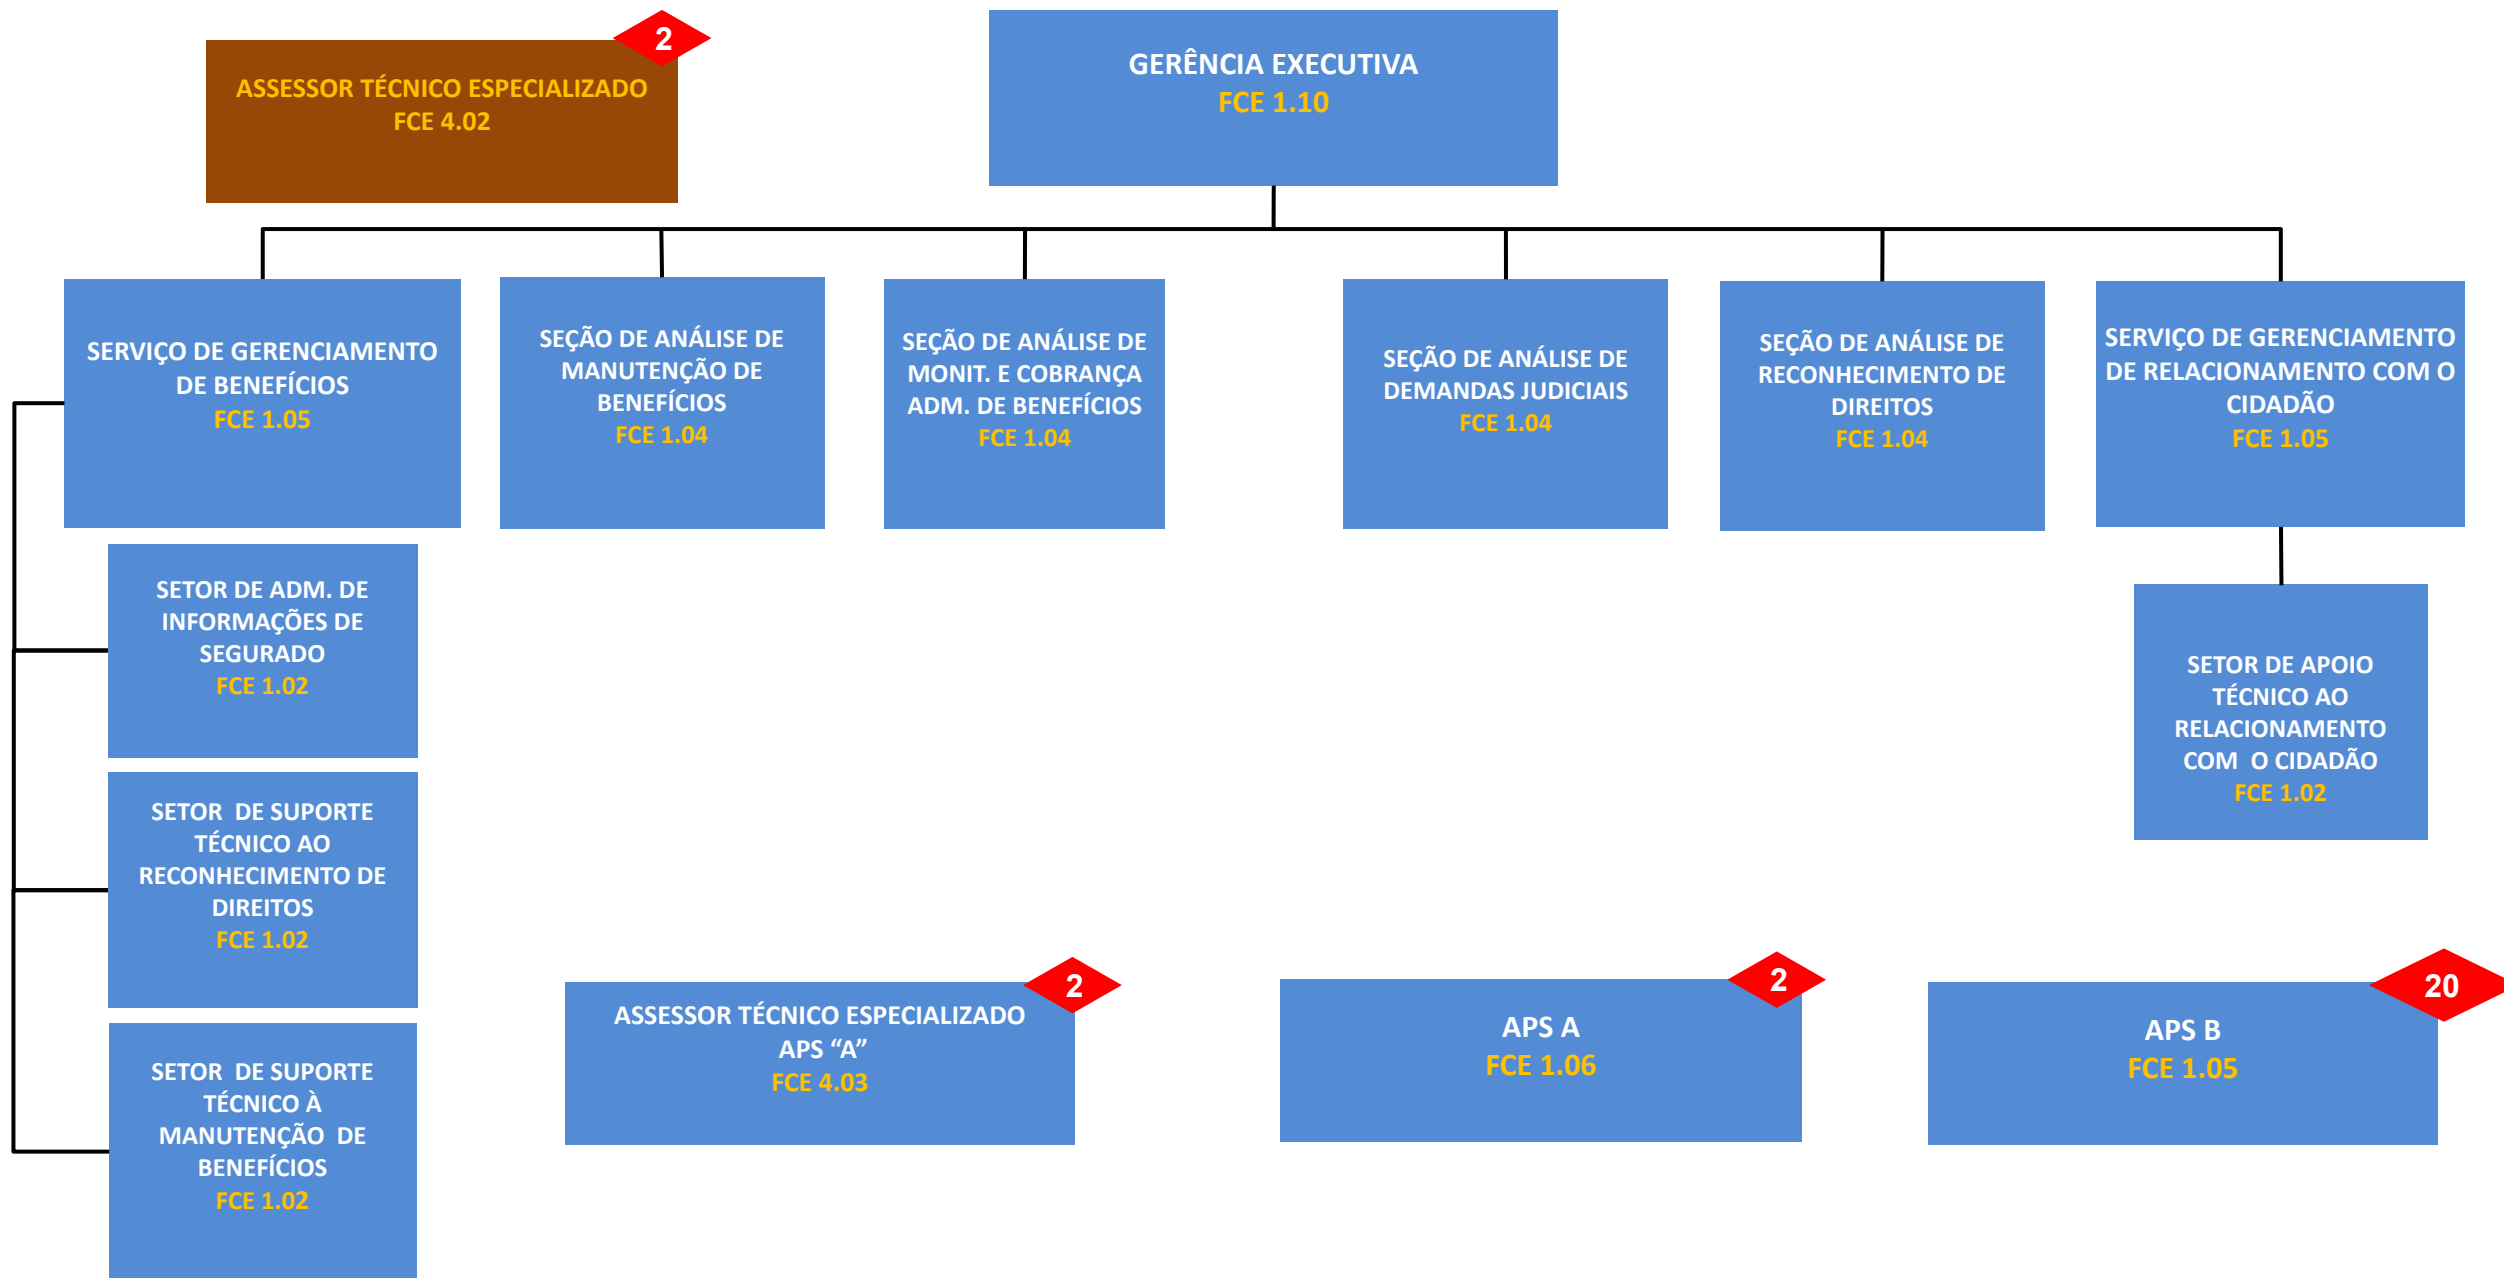 2
ASSESSOR TÉCNICO ESPECIALIZADO
FCE 4.02
GERÊNCIA EXECUTIVA
FCE 1.10
SERVIÇO DE GERENCIAMENTO
DE BENEFÍCIOS
FCE 1.05
SEÇÃO DE ANÁLISE DE
MANUTENÇÃO DE
BENEFÍCIOS
FCE 1.04
SEÇÃO DE ANÁLISE DE
MONIT. E COBRANÇA
ADM. DE BENEFÍCIOS
FCE 1.04
SEÇÃO DE ANÁLISE DE
DEMANDAS JUDICIAIS
FCE 1.04
SEÇÃO DE ANÁLISE DE
RECONHECIMENTO DE
DIREITOS
FCE 1.04
SERVIÇO DE GERENCIAMENTO
DE RELACIONAMENTO COM O
CIDADÃO
FCE 1.05
SETOR DE ADM. DE
INFORMAÇÕES DE
SEGURADO
FCE 1.02
SETOR DE APOIO
TÉCNICO AO
RELACIONAMENTO
COM O CIDADÃO
FCE 1.02
SETOR DE SUPORTE
TÉCNICO AO
RECONHECIMENTO DE
DIREITOS
FCE 1.02
SETOR DE SUPORTE
TÉCNICO À
MANUTENÇÃO DE
BENEFÍCIOS
FCE 1.02
2
ASSESSOR TÉCNICO ESPECIALIZADO
APS “A”
FCE 4.03
2
APS A
FCE 1.06
20
APS B
FCE 1.05